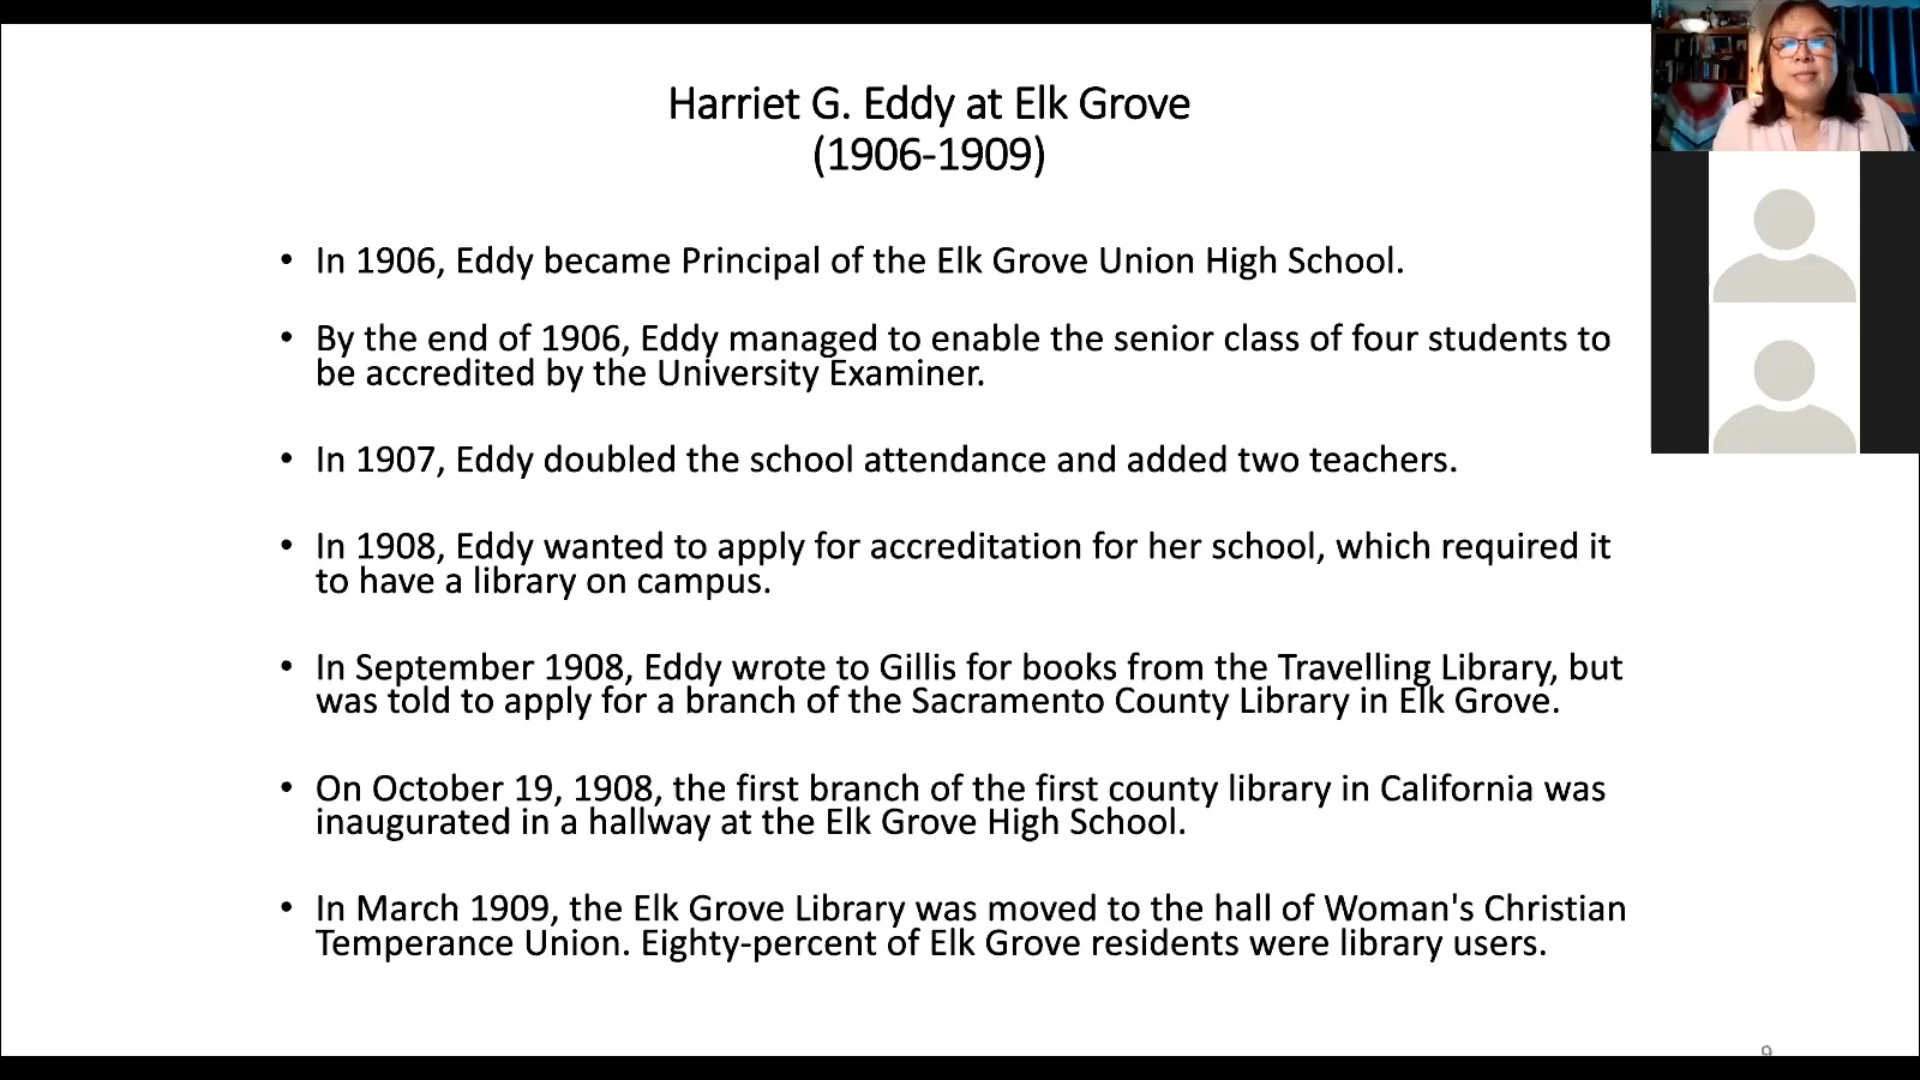 Harriet G. Eddy at Elk Grove
(1906-1909)
• In 1906, Eddy became Principal of the Elk Grove Union High School.
• By the end of 1906, Eddy managed to enable the senior class of four students to
be accredited by the University Examiner.
• In 1907, Eddy doubled the school attendance and added two teachers.
• In 1908, Eddy wanted to apply for accreditation for her school, which required it
to have a library on campus.
• In September 1908, Eddy wrote to Gillis for books from the Travelling Library, but
was told to apply for a branch of the Sacramento County Library in Elk Grove.
• On October 19, 1908, the first branch of the first county library in California was
inaugurated in a hallway at the Elk Grove High School.
• In March 1909, the Elk Grove Library was moved to the hall of Woman's Christian
Temperance Union. Eighty-percent of Elk Grove residents were library users.
9